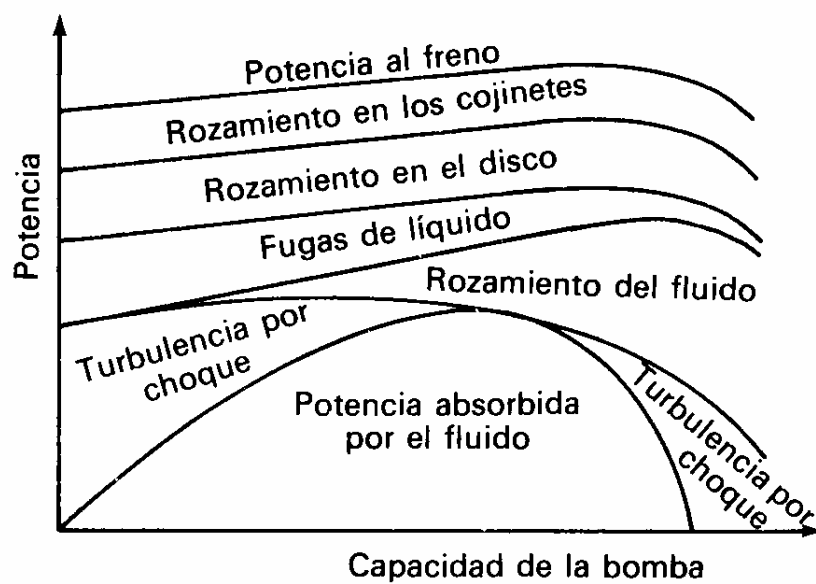 Potencia al freno
Rozamiento en los cojinetes
Rozamiento en el disco
Fugas de líquido
Rozamiento del fluido
Turbulencia por
choque
Potencia absorbida
por el fluido
Turbulencia por
choque
Potencia
Capacidad de la bomba